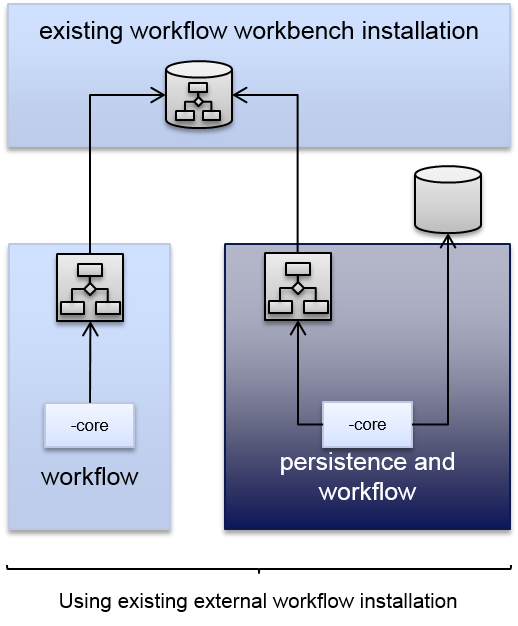 existing workflow workbench installation
-core
workflow
-core
persistence and
workflow
Using existing external workflow installation